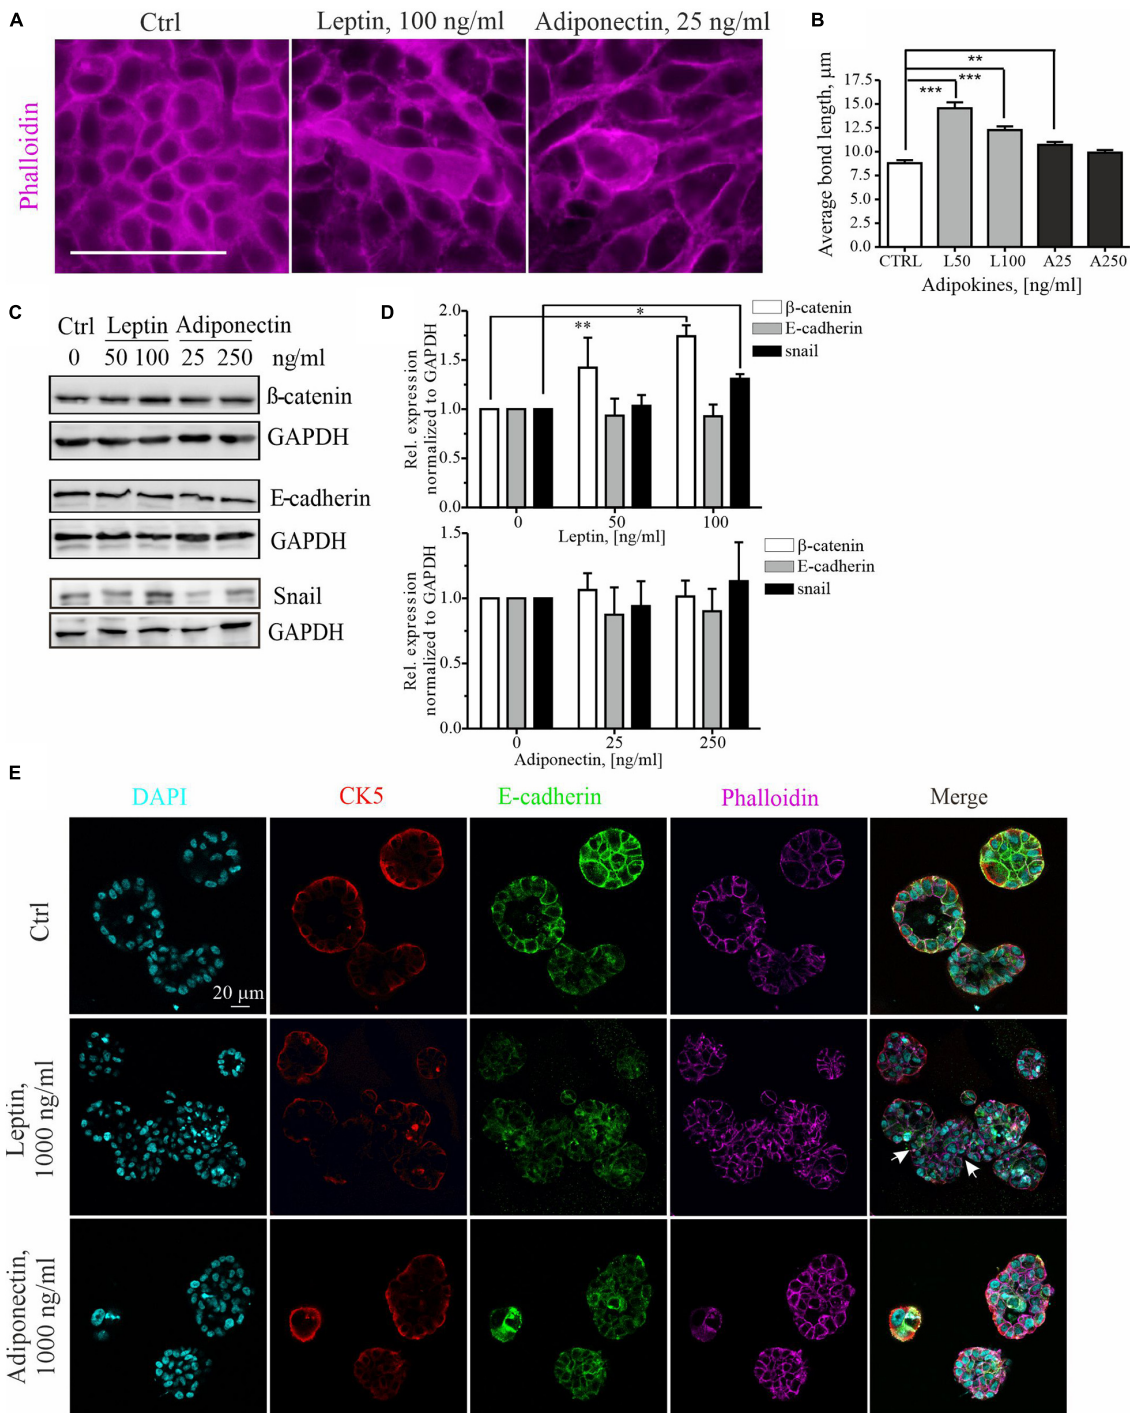 A
Ctrl
Leptin, 100 ng/ml
Adiponectin, 25 ng/ml
Phalloidin
B
**
***
***
17.5
15.0
12.5
10.0
7.5
5.0
2.5
0.0
Average bond length, μm
CTRL L50 L100 A25 A250
Adipokines, [ng/ml]
C
Ctrl Leptin Adiponectin
0 50 100 25 250 ng/ml
ß-catenin
GAPDH
E-cadherin
GAPDH
Snail
GAPDH
D
2.0
1.5
1.0
0.5
0.0
Rel. expression
normalized to GAPDH
**
*
β-catenin
E-cadherin
snail
0 50 100
Leptin, [ng/ml]
1.5
1.0
0.5
0.0
Rel. expression
normalized to GAPDH
β-catenin
E-cadherin
snail
0 25 250
Adiponectin, [ng/ml]
E
DAPI CK5 E-cadherin Phalloidin Merge
Ctrl
20 μm
Leptin,
1000 ng/ml
Adiponectin,
1000 ng/ml